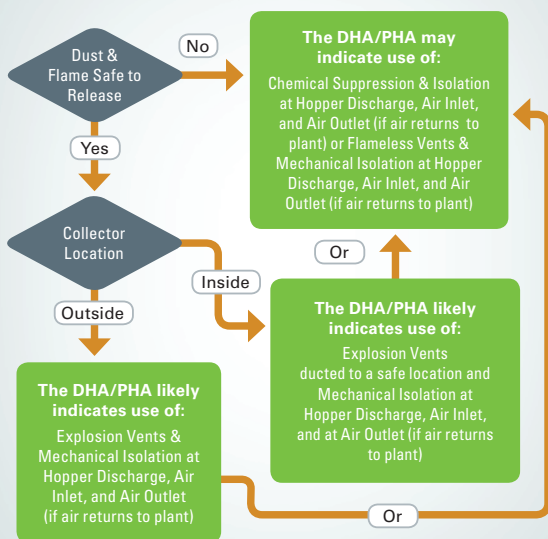 Dust &
Flame Safe to
Release
No
The DHA/PHA may
indicate use of:
Chemical Suppression & Isolation
at Hopper Discharge, Air Inlet,
and Air Outlet (if air returns to
plant) or Flameless Vents &
Mechanical Isolation at Hopper
Discharge, Air Inlet, and Air
Outlet (if air returns to plant)
Yes
Collector
Location
Or
Inside
Outside
The DHA/PHA likely
indicates use of:
Explosion Vents
ducted to a safe location and
Mechanical Isolation at
Hopper Discharge, Air Inlet,
and at Air Outlet (if air returns
to plant)
The DHA/PHA likely
indicates use of:
Explosion Vents &
Mechanical Isolation at
Hopper Discharge, Air
Inlet, and Air Outlet
(if air returns to plant)
Or